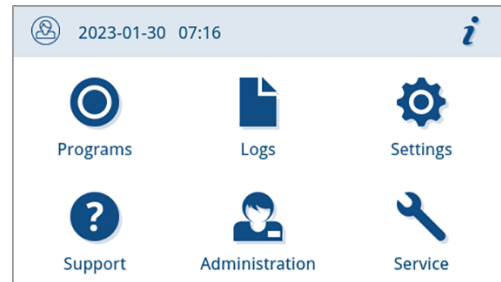 2023-01-30 07:16 i
Programs Logs Settings
? 
Support Administration Service